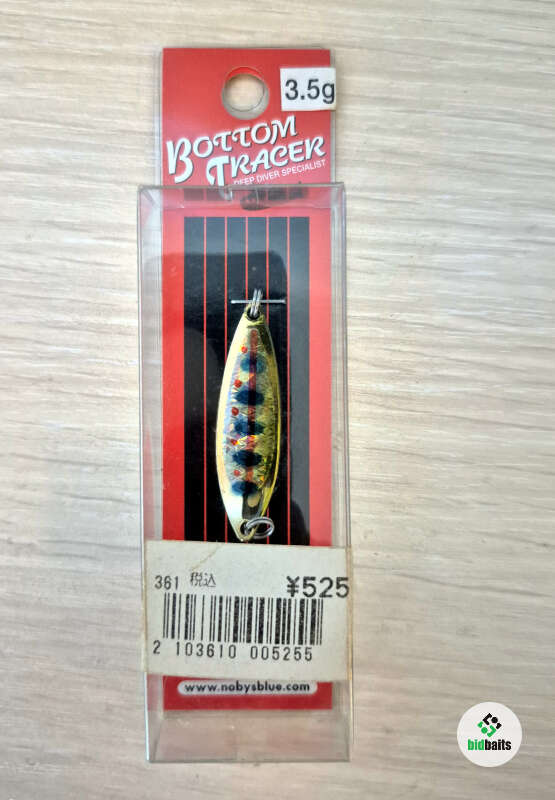 3.5g
BOTTOM
TRACER
DEEP DIVER SPECIALIST
361 税込 ¥525
2 103610 005255
www.nobysblue.com
bidbaits